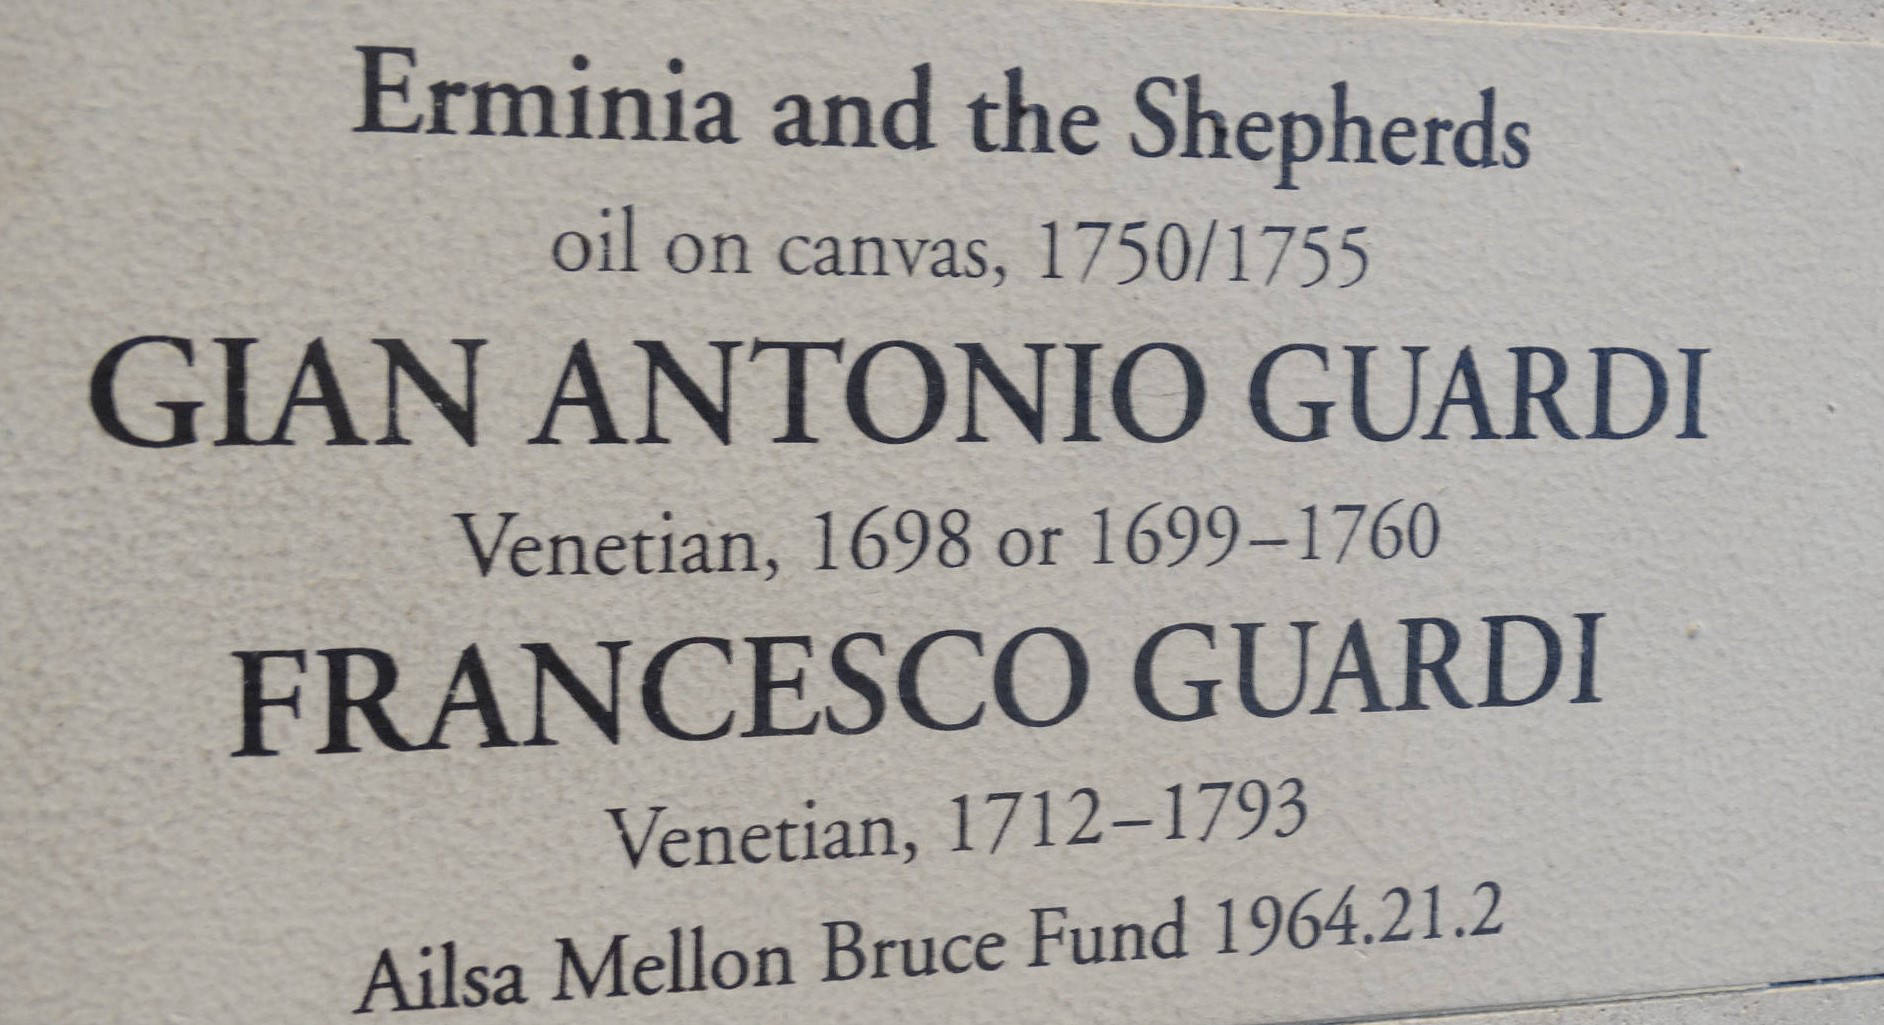 Erminia and the Shepherds
oil on canvas, 1750/1755
GIAN ANTONIO GUARDI
Venetian, 1698 or 1699–1760
FRANCESCO GUARDI
Venetian, 1712–1793
Ailsa Mellon Bruce Fund 1964.21.2